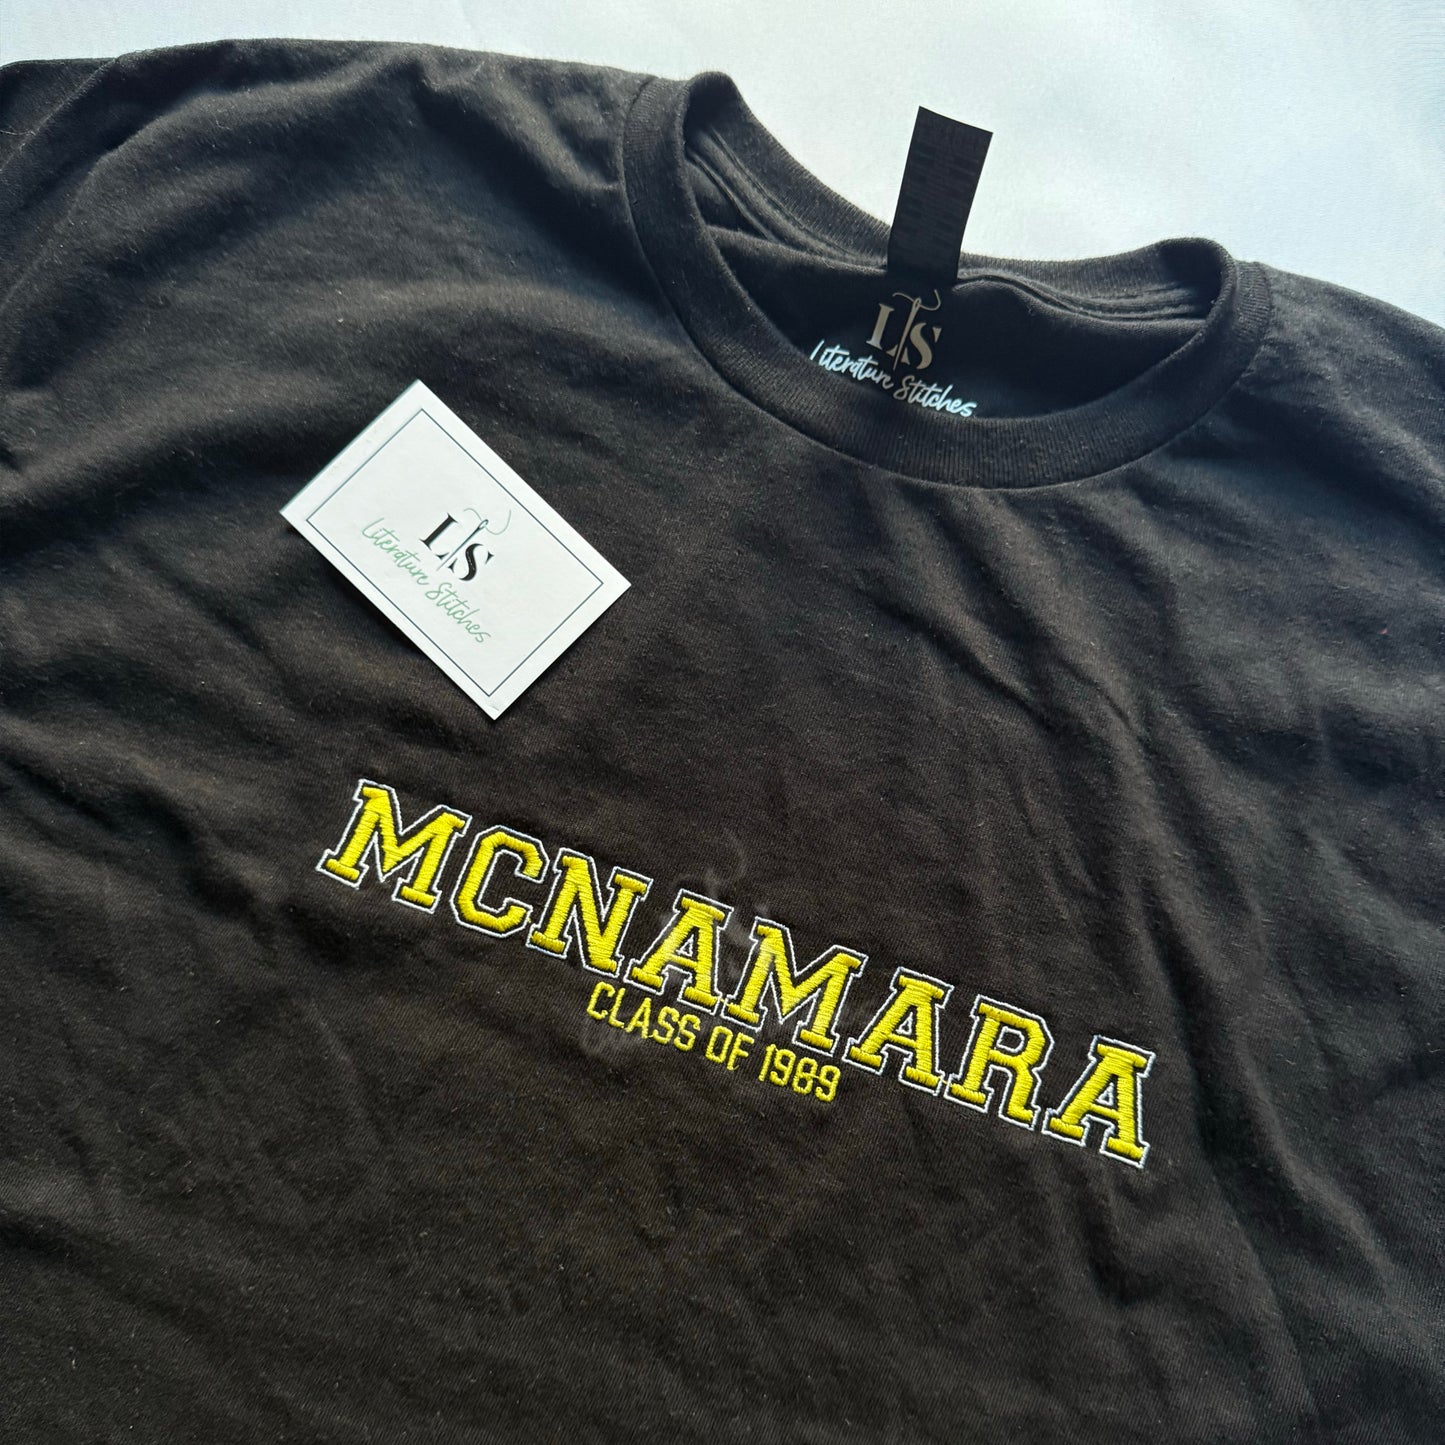 LS
Literature Stitches
LS
Literature Stitches
MCNAMARA
CLASS OF 1989